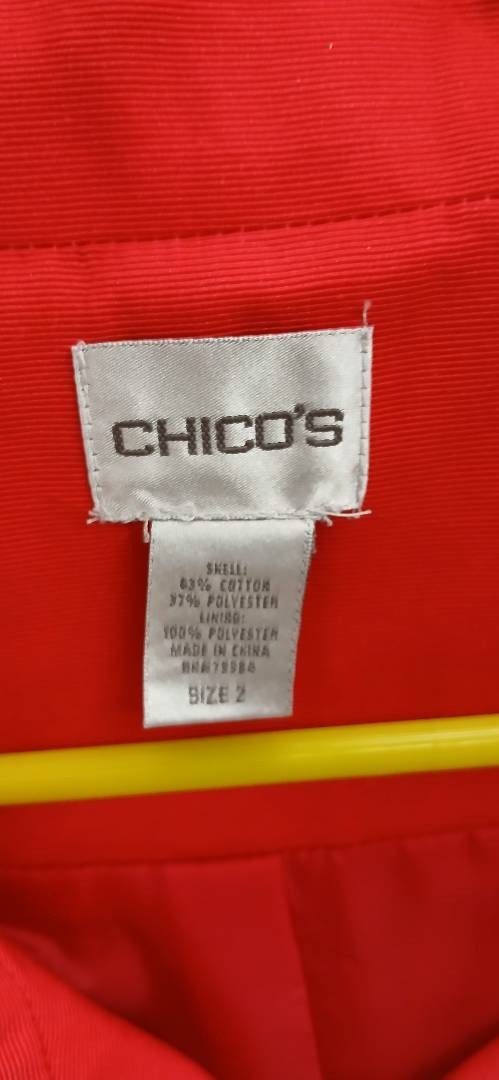 CHICO'S
SHELL:
63% COTTON
37% POLYESTER
LINING:
100% POLYESTER
MADE IN CHINA
SIZE 2